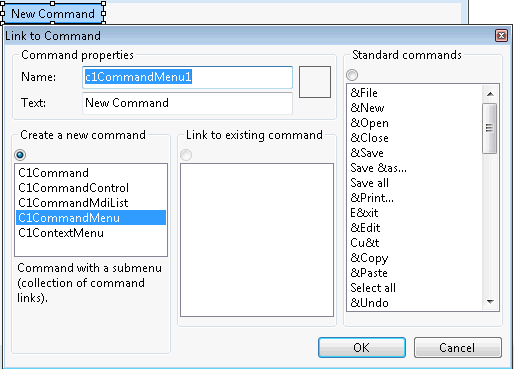 New Command
Link to Command
Command properties
Name: c1CommandMenu1
Text: New Command
Create a new command
C1Command
C1CommandControl
C1CommandMdiList
C1CommandMenu
C1ContextMenu
Command with a submenu
(collection of command
links).
Link to existing command
Standard commands
&File
&New
&Open
&Close
&Save
Save &as...
Save all
&Print...
E&xit
&Edit
Cu&t
&Copy
&Paste
Select all
&Undo
OK
Cancel